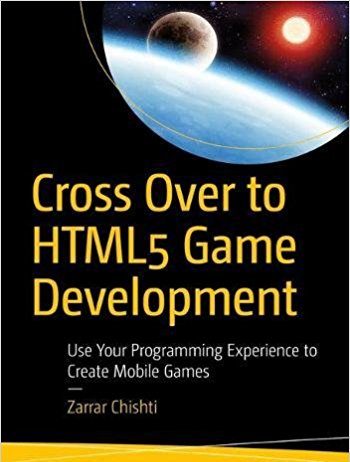 Cross Over to
HTML5 Game
Development
Use Your Programming Experience to
Create Mobile Games
—
Zarrar Chishti